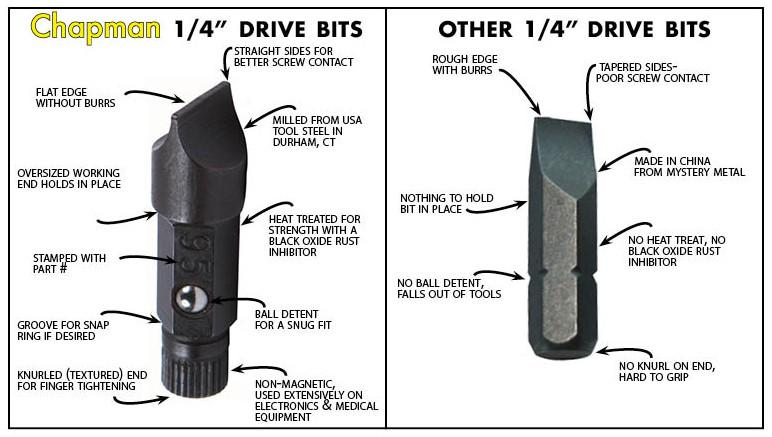 Chapman 1/4” DRIVE BITS
STRAIGHT SIDES FOR
BETTER SCREW CONTACT
FLAT EDGE
WITHOUT BURRS
MILLED FROM USA
TOOL STEEL IN
DURHAM, CT
OVERSIZED WORKING
END HOLDS IN PLACE
HEAT TREATED FOR
STRENGTH WITH A
BLACK OXIDE RUST
INHIBITOR
STAMPED WITH
PART #
95
BALL DETENT
FOR A SNUG FIT
GROOVE FOR SNAP
RING IF DESIRED
KNURLED (TEXTURED) END
FOR FINGER TIGHTENING
NON-MAGNETIC,
USED EXTENSIVELY ON
ELECTRONICS & MEDICAL
EQUIPMENT
OTHER 1/4” DRIVE BITS
ROUGH EDGE
WITH BURRS
TAPERED SIDES-
POOR SCREW CONTACT
MADE IN CHINA
FROM MYSTERY METAL
NOTHING TO HOLD
BIT IN PLACE
NO HEAT TREAT, NO
BLACK OXIDE RUST
INHIBITOR
NO BALL DETENT,
FALLS OUT OF TOOLS
NO KNURL ON END,
HARD TO GRIP